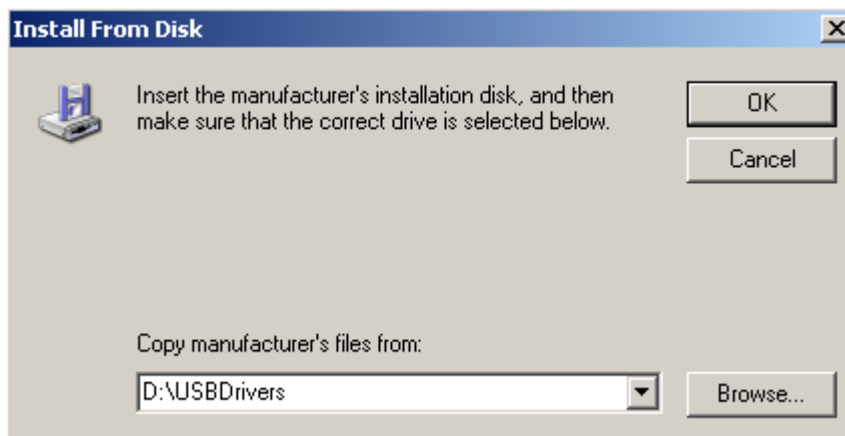 Install From Disk
Insert the manufacturer's installation disk, and then
make sure that the correct drive is selected below.
OK
Cancel
Copy manufacturer's files from:
D:\USBDrivers
Browse...